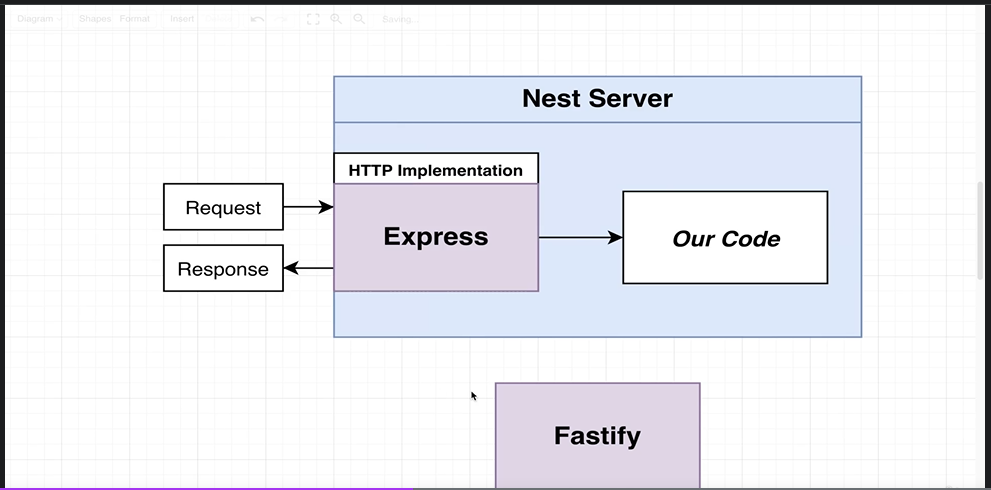 Diagram Shapes Format Insert Saving...
Nest Server
HTTP Implementation
Request
Express
Our Code
Response
Fastify